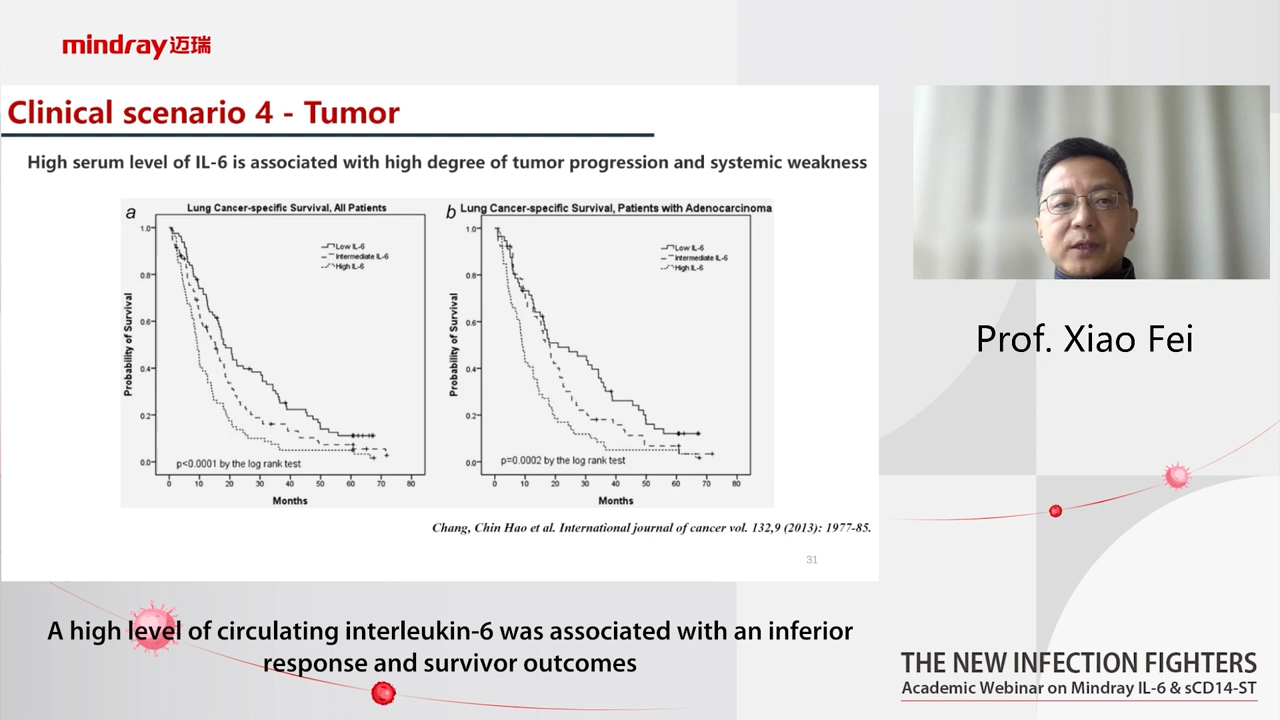 mindray迈瑞
Clinical scenario 4 - Tumor
High serum level of IL-6 is associated with high degree of tumor progression and systemic weakness
a
Lung Cancer-specific Survival, All Patients
Low IL-6
Intermediate IL-6
High IL-6
Probability of Survival
1.0
0.8
0.6
0.4
0.2
0.0
p<0.0001 by the log rank test
0 10 20 30 40 50 60 70 80
Months
b
Lung Cancer-specific Survival, Patients with Adenocarcinoma
Low IL-6
Intermediate IL-6
High IL-6
Probability of Survival
1.0
0.8
0.6
0.4
0.2
0.0
p=0.0002 by the log rank test
0 10 20 30 40 50 60 70 80
Months
Chang, Chin Hao et al. International journal of cancer vol. 132,9 (2013): 1977-85.
31
Prof. Xiao Fei
A high level of circulating interleukin-6 was associated with an inferior
response and survivor outcomes
THE NEW INFECTION FIGHTERS
Academic Webinar on Mindray IL-6 & sCD14-ST